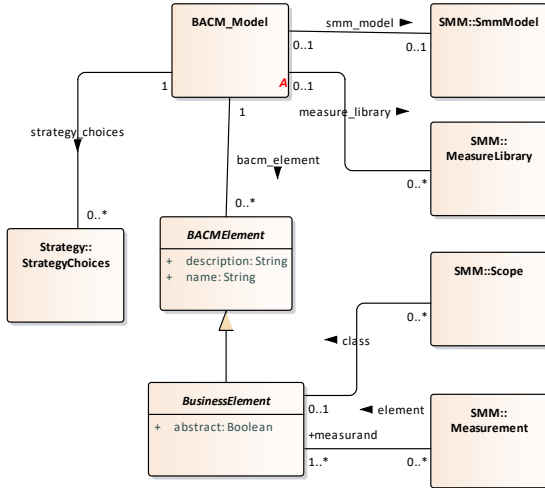 BACM_Model
A
smm_model
0..1
0..1
SMM::SmmModel
1
1
0..1
measure_library
0..*
SMM::
MeasureLibrary
strategy_choices
0..*
Strategy::
StrategyChoices
bacm_element
0..*
BACMElement
+ description: String
+ name: String
SMM::Scope
0..*
class
0..1
BusinessElement
+ abstract: Boolean
element
+measurand
1..*
0..*
SMM::
Measurement